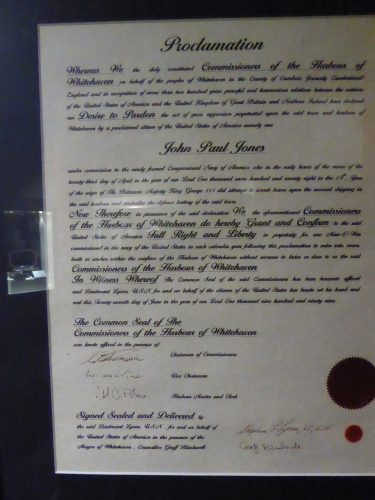 Proclamation
Whereas We the duly constituted Commissioners of the Harbour of
Whitehaven on behalf of the peoples of Whitehaven in the County of Cumbria (formely Cumberland)
England and in recognition of more than two hundred years peaceful and harmonious relations between the nations
of the United States of America and the United Kingdom of Great Britain and Northern Ireland have declared
our Desire to Pardon the act of gross aggression perpetrated upon the said town and harbour of
Whitehaven by a proclaimed citizen of the United States of America namely one
John Paul Jones
under commission to the newly formed Continental Navy of America who in the early hours of the morn of the
twenty-third day of April in the year of our Lord One thousand seven hundred and seventy eight in the 18th Year
of the reign of His Britannic Majesty King George III did attempt to wreak havoc upon the moored shipping in
the said harbour and the defence battery of the said town.
Now Therefore in pursuance of the said declaration We the aforementioned Commissioners
of the Harbour of Whitehaven do hereby Grant and Confirm to the said
United States of America Full Right and Liberty in perpetuity for one Man-O-War
commissioned in the navy of the United States in each calendar year following this proclamation to enter into, moor,
berth or anchor within the confines of the Harbour of Whitehaven without to levies or dues to us the said
Commissioners of the Harbour of Whitehaven
In Witness Whereof The Common Seal of the said Commissioners has been hereunto affixed
and Lieutenant Lyons, U.S.N. for and on behalf of the citizens of the United States has hereto set his hand and
seal this Twenty-seventh day of June in the year of our Lord One thousand nine hundred and ninety nine.
The Common Seal of The
Commissioners of the Harbour of Whitehaven
was hereto affixed in the presence of:
Chairman of Commissioners
Vice Chairman
Harbour Master and Clerk
Signed Sealed and Delivered by
the said Lieutenant Lyons, U.S.N. for and on behalf of
the United States of America in the presence of the
Mayor of Whitehaven - Councillor Geoff Blackwell